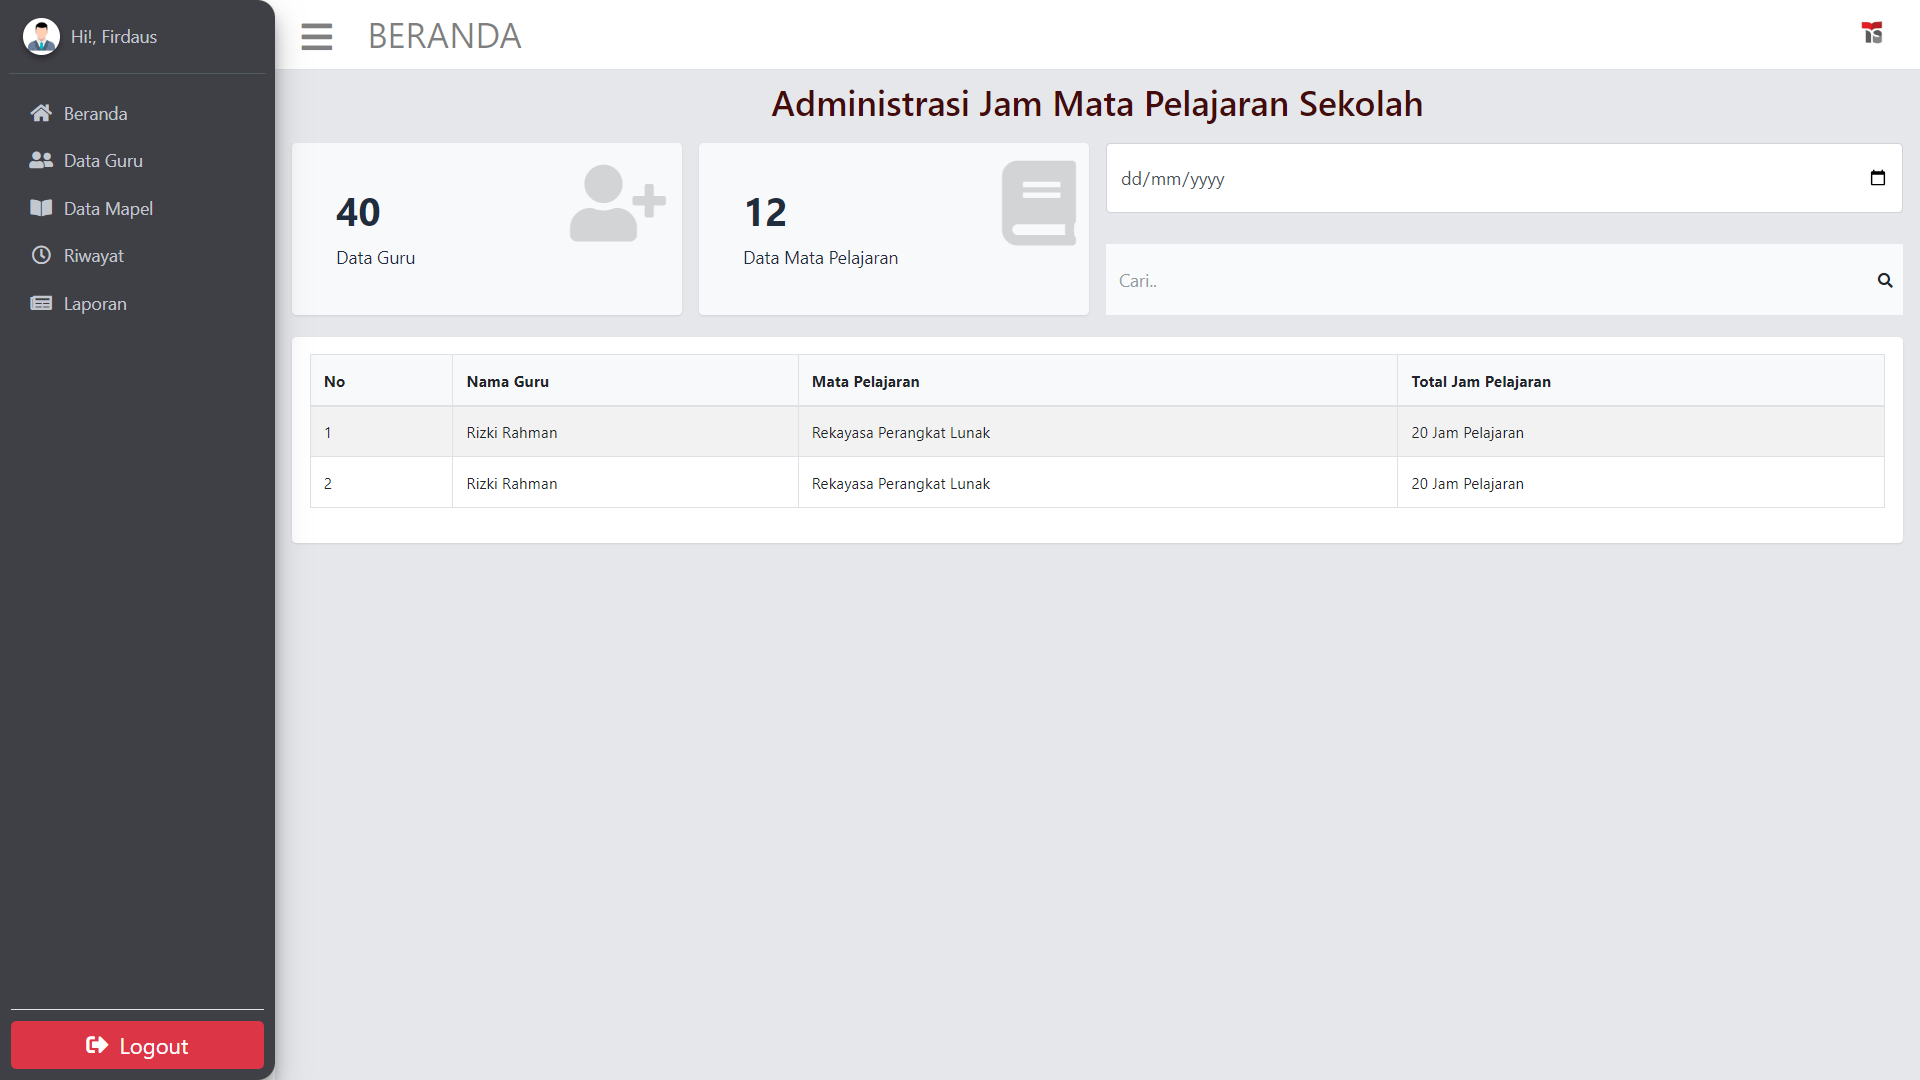 Hi!, Firdaus
Beranda
Data Guru
Data Mapel
Riwayat
Laporan
Logout
BERANDA
TS
Administrasi Jam Mata Pelajaran Sekolah
40
Data Guru
12
Data Mata Pelajaran
dd/mm/yyyy
Cari..
No Nama Guru Mata Pelajaran Total Jam Pelajaran
1 Rizki Rahman Rekayasa Perangkat Lunak 20 Jam Pelajaran
2 Rizki Rahman Rekayasa Perangkat Lunak 20 Jam Pelajaran